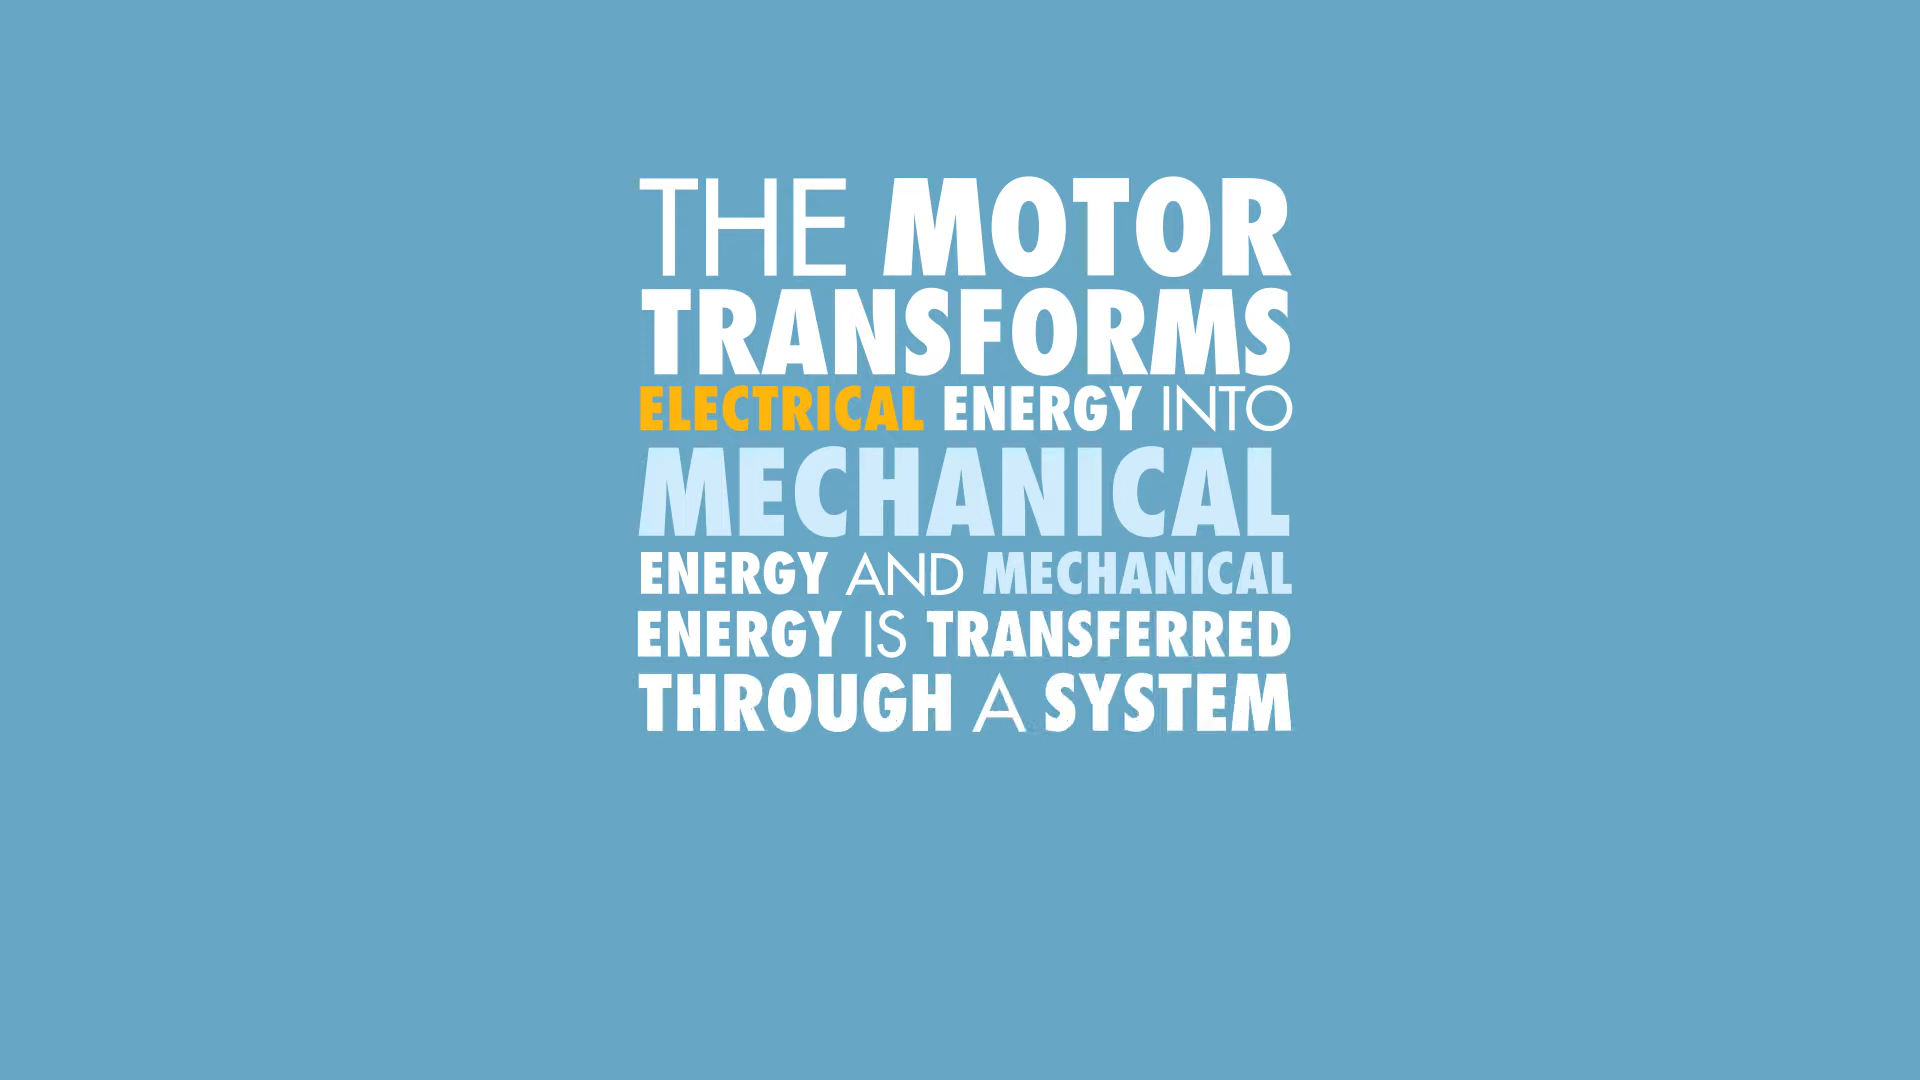 THE MOTOR
TRANSFORMS
ELECTRICAL ENERGY INTO
MECHANICAL
ENERGY AND MECHANICAL
ENERGY IS TRANSFERRED
THROUGH A SYSTEM